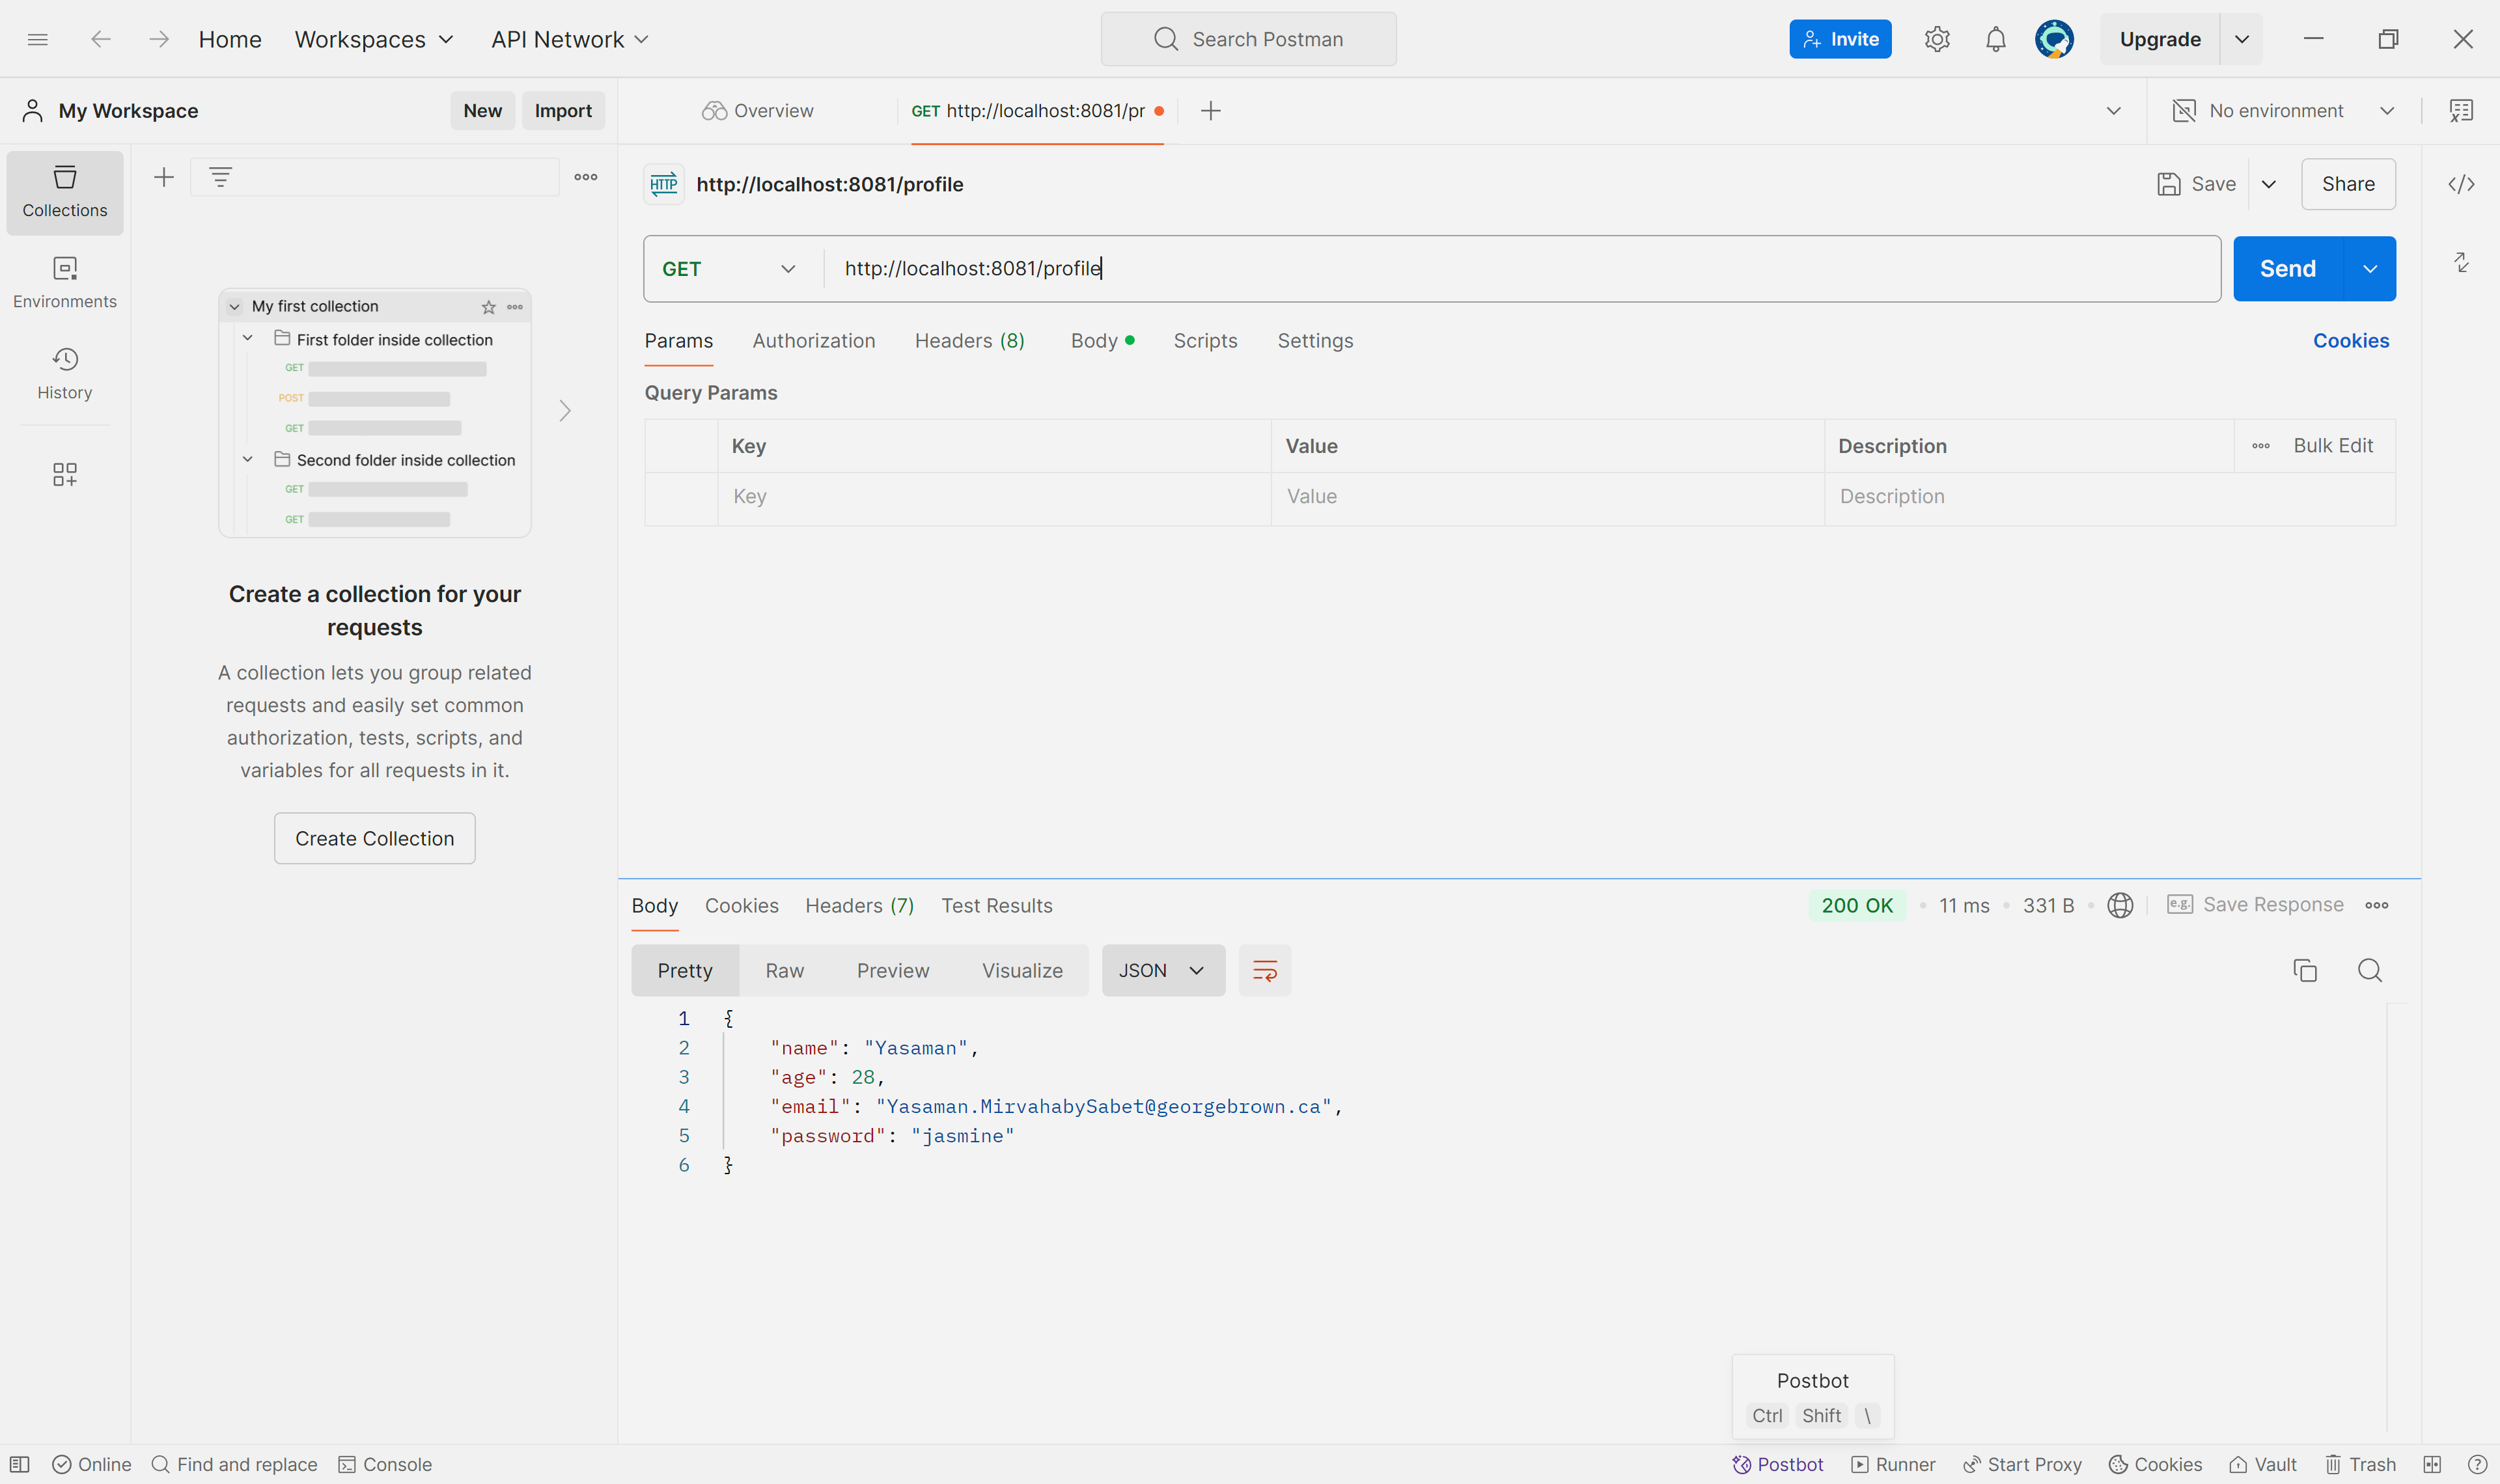 Home Workspaces API Network Search Postman Invite Upgrade
My Workspace New Import Overview GET http://localhost:8081/pr No environment
Collections
Environments
History
My first collection
First folder inside collection
GET
POST
GET
Second folder inside collection
GET
GET
Create a collection for your
requests
A collection lets you group related
requests and easily set common
authorization, tests, scripts, and
variables for all requests in it.
Create Collection
HTTP http://localhost:8081/profile Save Share
GET http://localhost:8081/profile Send
Params Authorization Headers (8) Body Scripts Settings Cookies
Query Params
Key Value Description Bulk Edit
Key Value Description
Body Cookies Headers (7) Test Results 200 OK 11 ms 331 B e.g. Save Response
Pretty Raw Preview Visualize JSON
1 {
2 "name": "Yasaman",
3 "age": 28,
4 "email": "Yasaman.MirvahabySabet@georgebrown.ca",
5 "password": "jasmine"
6 }
Postbot
Ctrl Shift \
Online Find and replace Console Postbot Runner Start Proxy Cookies Vault Trash